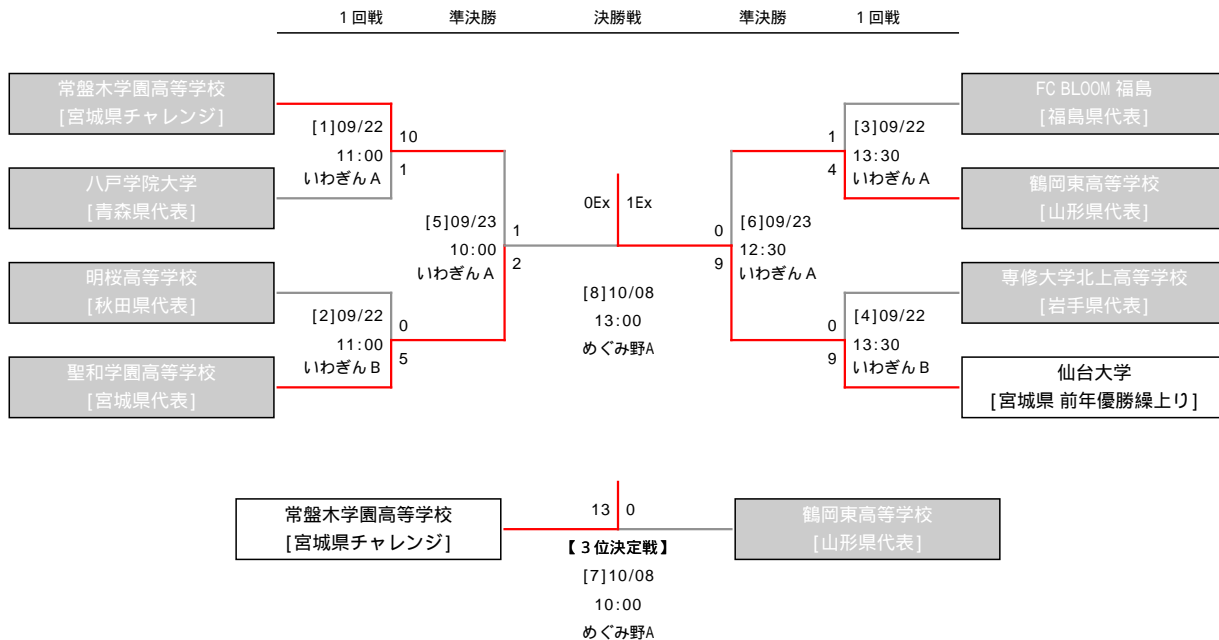 1回戦 準決勝 決勝戦 準決勝 1回戦
常盤木学園高等学校
[宮城県チャレンジ]
八戸学院大学
[青森県代表]
明桜高等学校
[秋田県代表]
聖和学園高等学校
[宮城県代表]
[1]09/22
11:00
いわぎんA
10
1
[2]09/22
11:00
いわぎんB
0
5
[5]09/23
10:00
いわぎんA
1
2
0Ex 1Ex
[8]10/08
13:00
めぐみ野A
0
9
[6]09/23
12:30
いわぎんA
1
4
[3]09/22
13:30
いわぎんA
0
9
[4]09/22
13:30
いわぎんB
FC BLOOM 福島
[福島県代表]
鶴岡東高等学校
[山形県代表]
専修大学北上高等学校
[岩手県代表]
仙台大学
[宮城県 前年優勝繰上り]
常盤木学園高等学校
[宮城県チャレンジ]
13 0
【3位決定戦】
[7]10/08
10:00
めぐみ野A
鶴岡東高等学校
[山形県代表]